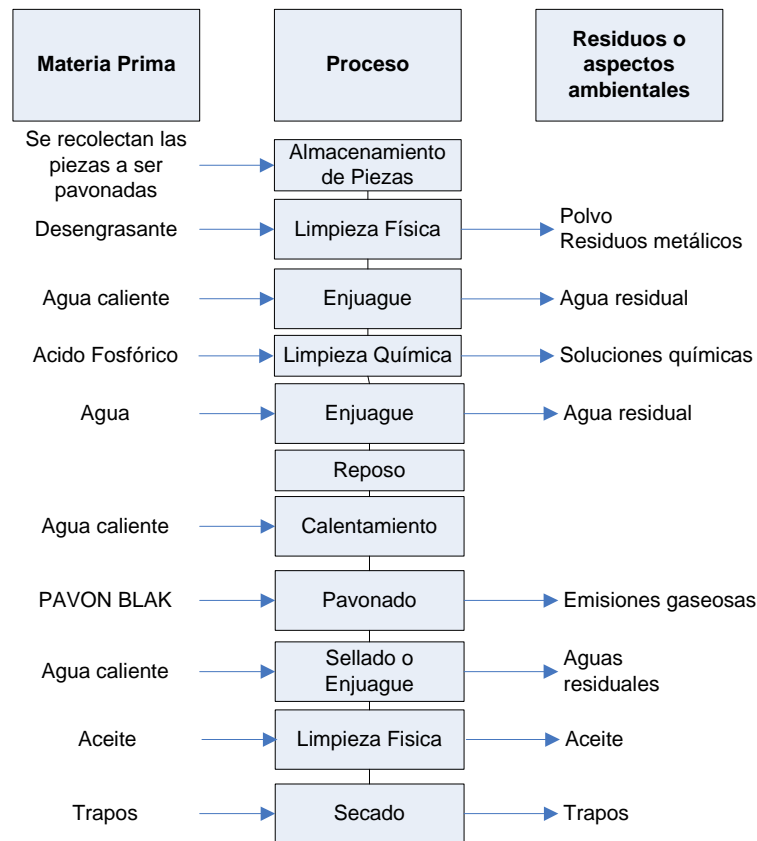 Materia Prima
Proceso
Residuos o
aspectos
ambientales
Se recolectan las
piezas a ser
pavonadas
Almacenamiento
de Piezas
Desengrasante
Limpieza Física
Polvo
Residuos metálicos
Agua caliente
Enjuague
Agua residual
Acido Fosfórico
Limpieza Química
Soluciones químicas
Agua
Enjuague
Agua residual
Reposo
Agua caliente
Calentamiento
PAVON BLAK
Pavonado
Emisiones gaseosas
Agua caliente
Sellado o
Enjuague
Aguas
residuales
Aceite
Limpieza Fisica
Aceite
Trapos
Secado
Trapos